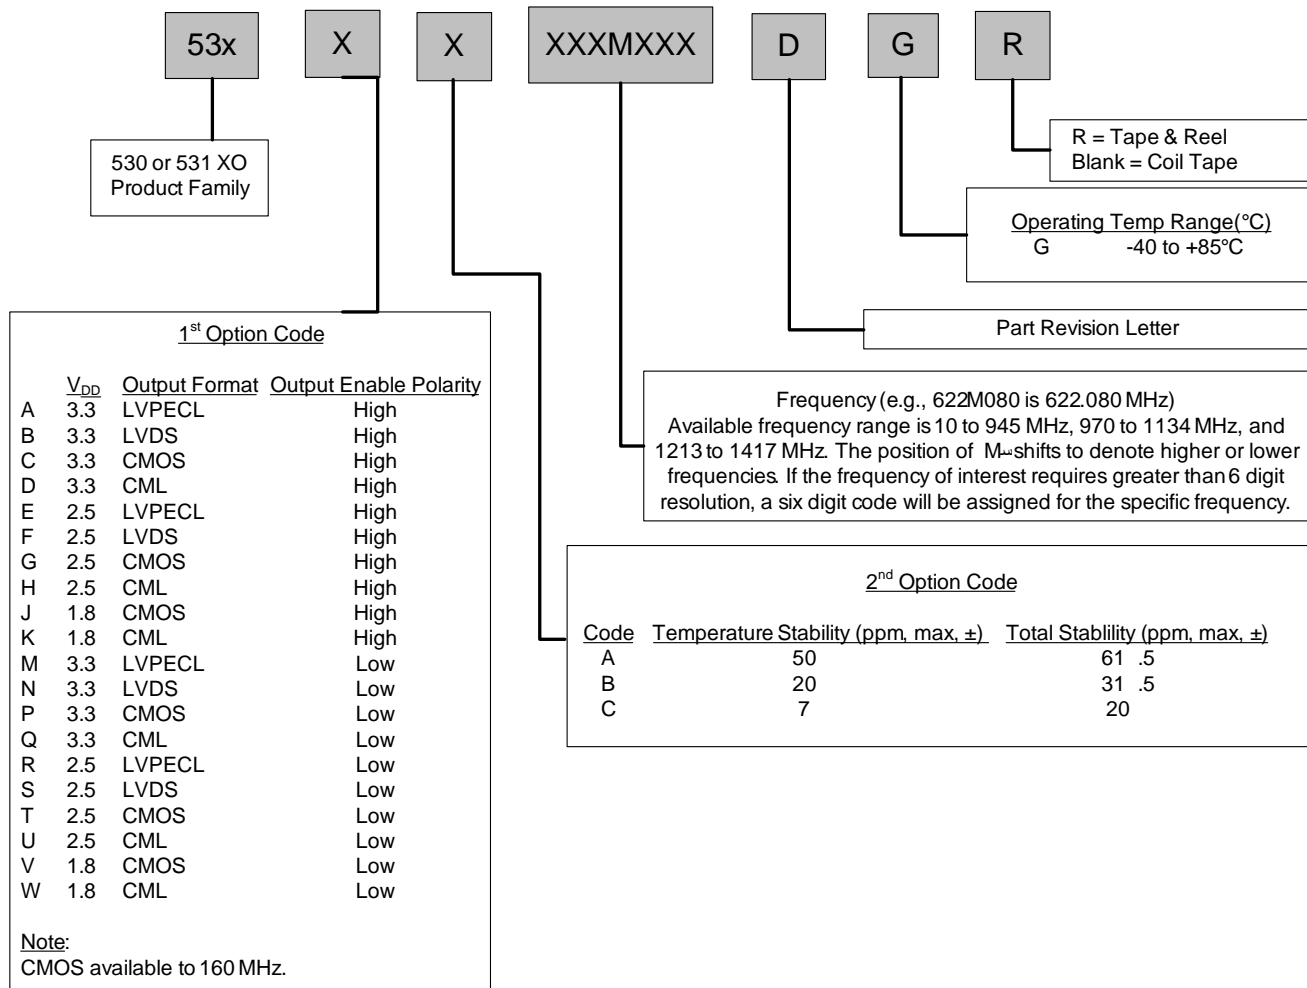 53x X X XXXMXXX D G R
530 or 531 XO
Product Family
R = Tape & Reel
Blank = Coil Tape
Operating Temp Range(°C)
G -40 to +85°C
Part Revision Letter
Frequency (e.g., 622M080 is 622.080 MHz)
Available frequency range is 10 to 945 MHz, 970 to 1134 MHz, and
1213 to 1417 MHz. The position of M shifts to denote higher or lower
frequencies. If the frequency of interest requires greater than 6 digit
resolution, a six digit code will be assigned for the specific frequency.
1st Option Code
VDD Output Format Output Enable Polarity
A 3.3 LVPECL High
B 3.3 LVDS High
C 3.3 CMOS High
D 3.3 CML High
E 2.5 LVPECL High
F 2.5 LVDS High
G 2.5 CMOS High
H 2.5 CML High
J 1.8 CMOS High
K 1.8 CML High
M 3.3 LVPECL Low
N 3.3 LVDS Low
P 3.3 CMOS Low
Q 3.3 CML Low
R 2.5 LVPECL Low
S 2.5 LVDS Low
T 2.5 CMOS Low
U 2.5 CML Low
V 1.8 CMOS Low
W 1.8 CML Low
Note:
CMOS available to 160 MHz.
2nd Option Code
Code Temperature Stability (ppm, max, ±) Total Stablility (ppm, max, ±)
A 50 61 .5
B 20 31 .5
C 7 20